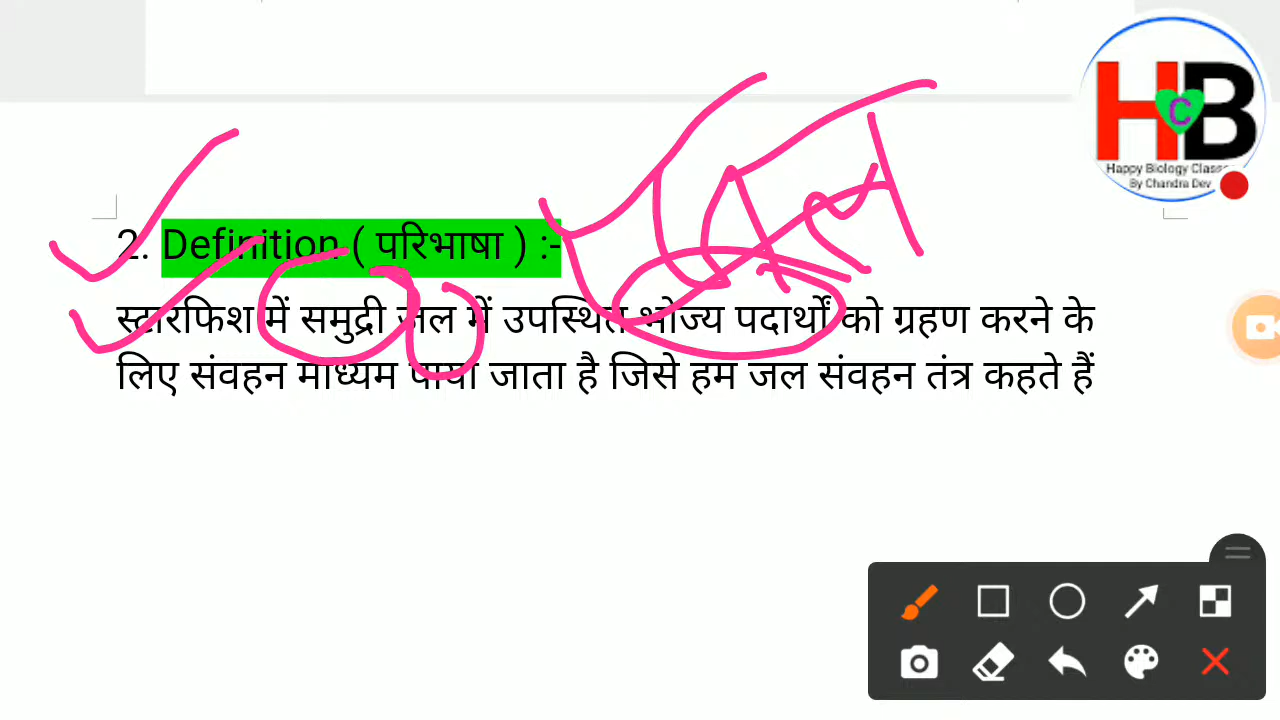 HCB
Happy Biology Classes
By Chandra Dev
2. Definition ( परिभाषा ) :-
स्टारफिश में समुद्री जल में उपस्थित भोज्य पदार्थों को ग्रहण करने के
लिए संवहन माध्यम पाया जाता है जिसे हम जल संवहन तंत्र कहते हैं